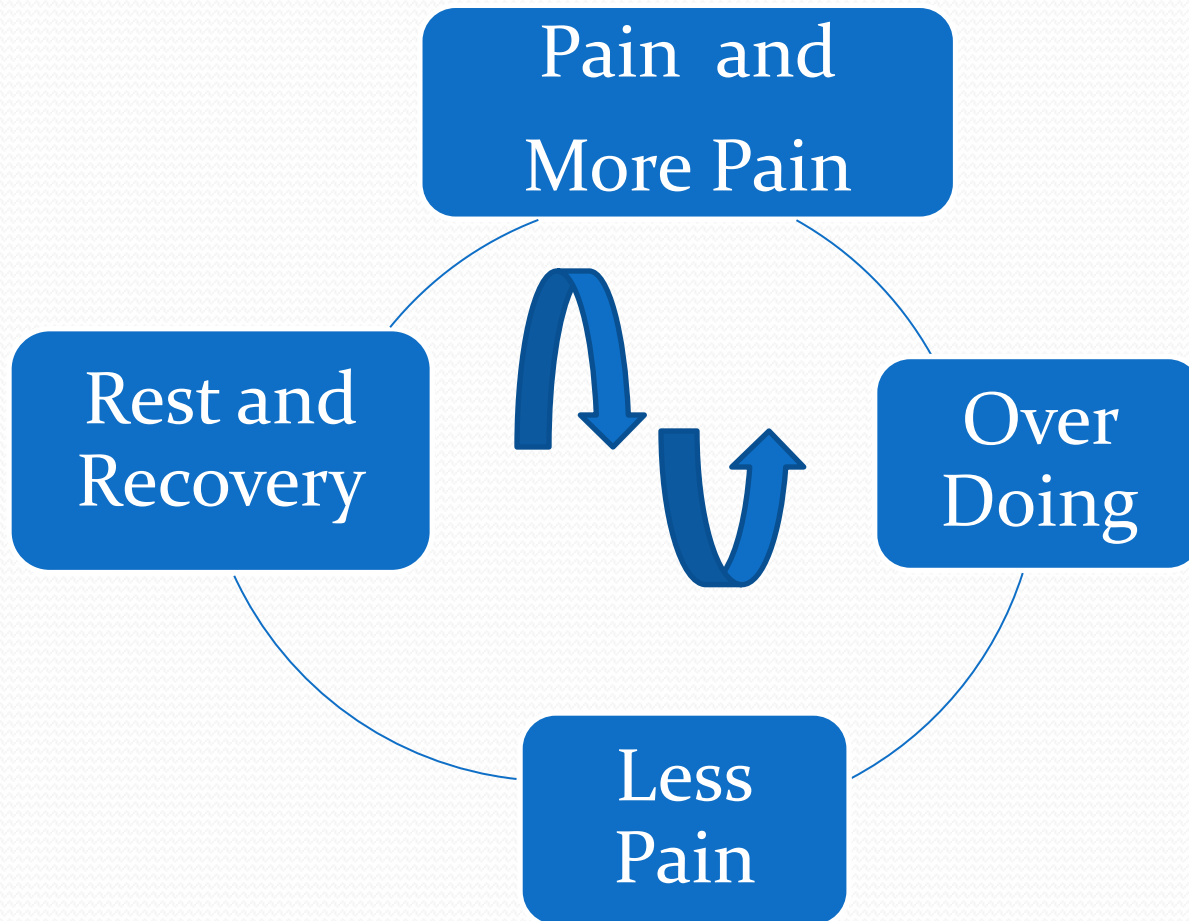 Pain and
More Pain
Rest and
Recovery
Over
Doing
Less
Pain